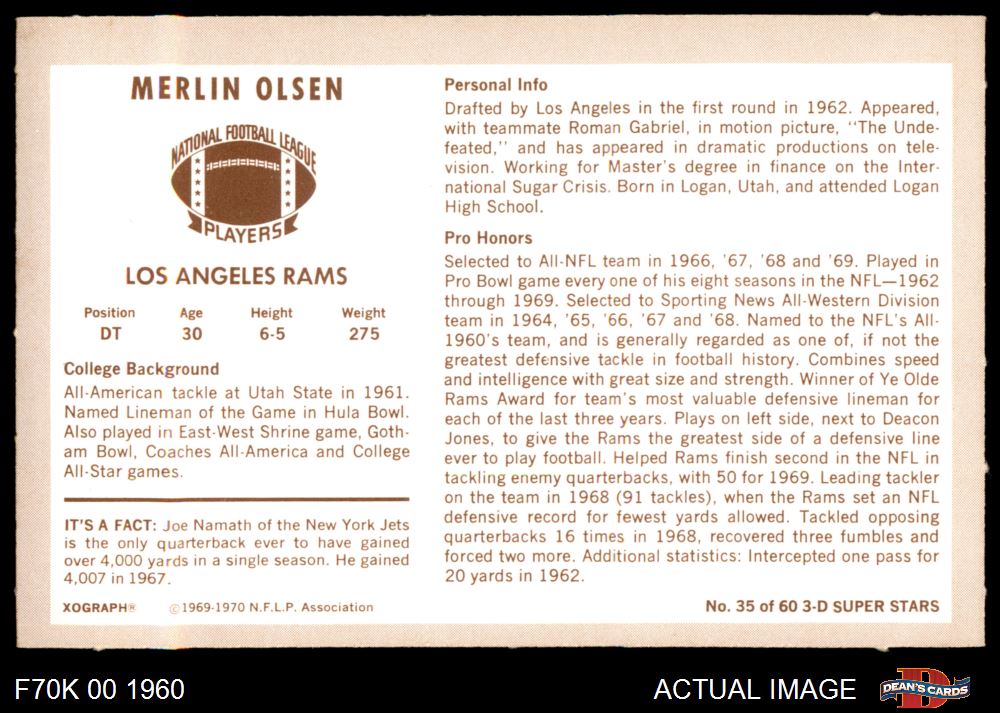 MERLIN OLSEN
NATIONAL FOOTBALL LEAGUE
PLAYERS
LOS ANGELES RAMS
Position Age Height Weight
DT 30 6-5 275
College Background
All-American tackle at Utah State in 1961.
Named Lineman of the Game in Hula Bowl.
Also played in East-West Shrine game, Goth-
am Bowl, Coaches All-America and College
All-Star games.
IT'S A FACT: Joe Namath of the New York Jets
is the only quarterback ever to have gained
over 4,000 yards in a single season. He gained
4,007 in 1967.
XOGRAPH® ©1969-1970 N.F.L.P. Association
Personal Info
Drafted by Los Angeles in the first round in 1962. Appeared,
with teammate Roman Gabriel, in motion picture, "The Unde-
feated," and has appeared in dramatic productions on tele-
vision. Working for Master's degree in finance on the Inter-
national Sugar Crisis. Born in Logan, Utah, and attended Logan
High School.
Pro Honors
Selected to All-NFL team in 1966, '67, '68 and '69. Played in
Pro Bowl game every one of his eight seasons in the NFL—1962
through 1969. Selected to Sporting News All-Western Division
team in 1964, '65, '66, '67 and '68. Named to the NFL's All-
1960's team, and is generally regarded as one of, if not the
greatest defensive tackle in football history. Combines speed
and intelligence with great size and strength. Winner of Ye Olde
Rams Award for team's most valuable defensive lineman for
each of the last three years. Plays on left side, next to Deacon
Jones, to give the Rams the greatest side of a defensive line
ever to play football. Helped Rams finish second in the NFL in
tackling enemy quarterbacks, with 50 for 1969. Leading tackler
on the team in 1968 (91 tackles), when the Rams set an NFL
defensive record for fewest yards allowed. Tackled opposing
quarterbacks 16 times in 1968, recovered three fumbles and
forced two more. Additional statistics: Intercepted one pass for
20 yards in 1962.
No. 35 of 60 3-D SUPER STARS
F70K 00 1960
ACTUAL IMAGE
D
DEAN'S CARDS